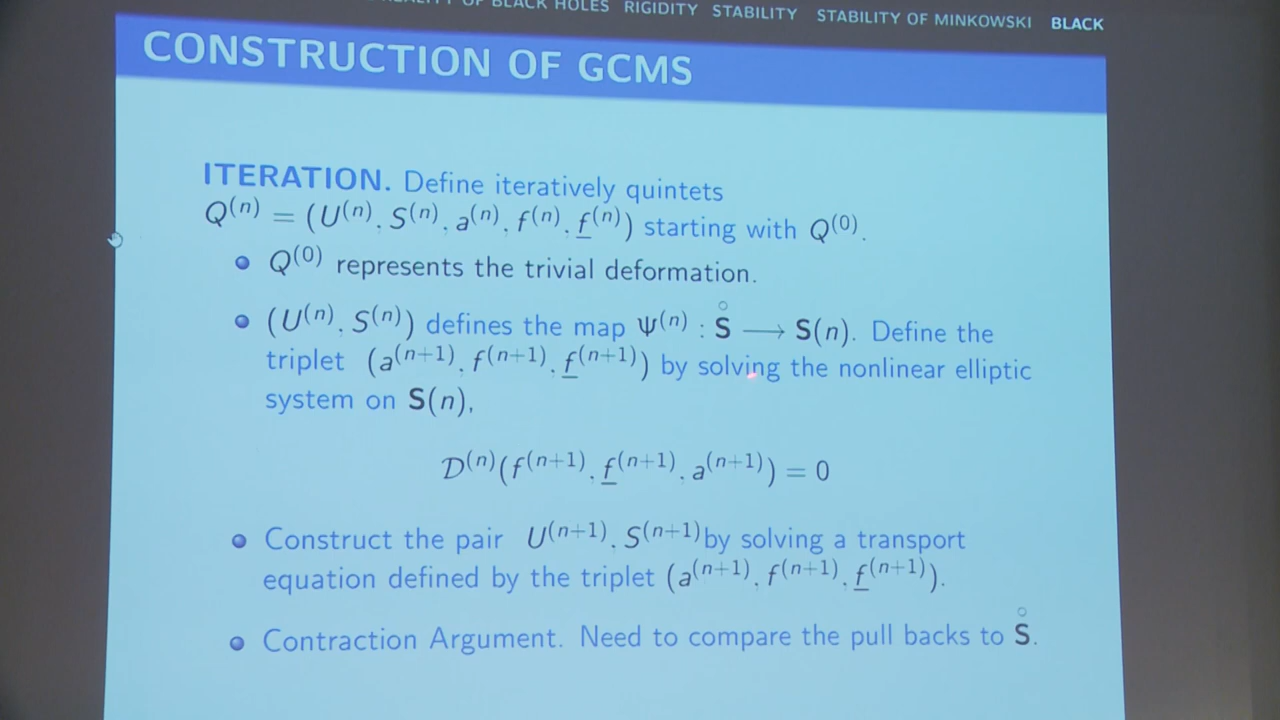 OF BLACK HOLES RIGIDITY STABILITY STABILITY OF MINKOWSKI BLACK
CONSTRUCTION OF GCMS
ITERATION. Define iteratively quintets
Q⁽ⁿ⁾ = (U⁽ⁿ⁾, S⁽ⁿ⁾, a⁽ⁿ⁾, f⁽ⁿ⁾, f̲⁽ⁿ⁾) starting with Q⁽⁰⁾.
Q⁽⁰⁾ represents the trivial deformation.
(U⁽ⁿ⁾, S⁽ⁿ⁾) defines the map Ψ⁽ⁿ⁾ : S̊ ⟶ S(n). Define the
triplet (a⁽ⁿ⁺¹⁾, f⁽ⁿ⁺¹⁾, f̲⁽ⁿ⁺¹⁾) by solving the nonlinear elliptic
system on S(n),
𝒟⁽ⁿ⁾(f⁽ⁿ⁺¹⁾, f̲⁽ⁿ⁺¹⁾, a⁽ⁿ⁺¹⁾) = 0
Construct the pair U⁽ⁿ⁺¹⁾, S⁽ⁿ⁺¹⁾ by solving a transport
equation defined by the triplet (a⁽ⁿ⁺¹⁾, f⁽ⁿ⁺¹⁾, f̲⁽ⁿ⁺¹⁾).
Contraction Argument. Need to compare the pull backs to S̊.